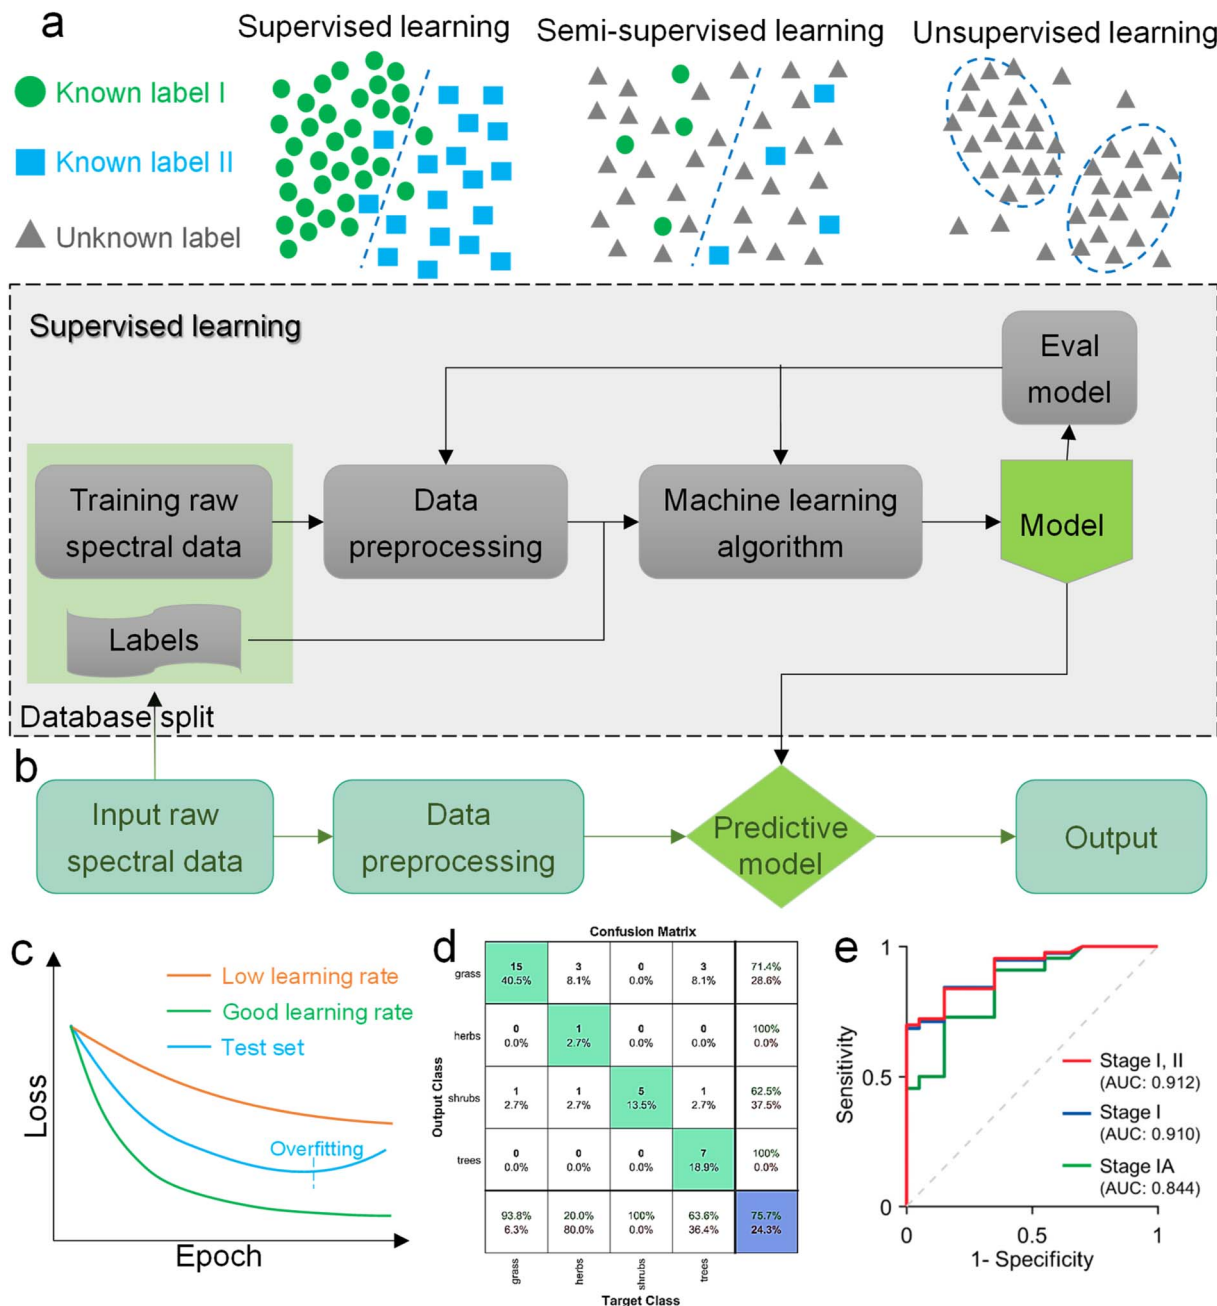 a
Supervised learning
Semi-supervised learning
Unsupervised learning
Known label I
Known label II
Unknown label
Supervised learning
Eval
model
Training raw
spectral data
Data
preprocessing
Machine learning
algorithm
Model
Labels
Database split
b
Input raw
spectral data
Data
preprocessing
Predictive
model
Output
c
Low learning rate
Good learning rate
Test set
Overfitting
Loss
Epoch
d
Confusion Matrix
grass
15 3 0 3 71.4%
40.5% 8.1% 0.0% 8.1% 28.6%
herbs
0 1 0 0 100%
0.0% 2.7% 0.0% 0.0% 0.0%
shrubs
1 1 5 1 62.5%
2.7% 2.7% 13.5% 2.7% 37.5%
trees
0 0 0 7 100%
0.0% 0.0% 0.0% 18.9% 0.0%
93.8% 20.0% 100% 63.6% 75.7%
6.3% 80.0% 0.0% 36.4% 24.3%
Output Class
grass herbs shrubs trees
Target Class
e
1
0.5
0
Sensitivity
Stage I, II
(AUC: 0.912)
Stage I
(AUC: 0.910)
Stage IA
(AUC: 0.844)
0 0.5 1
1- Specificity